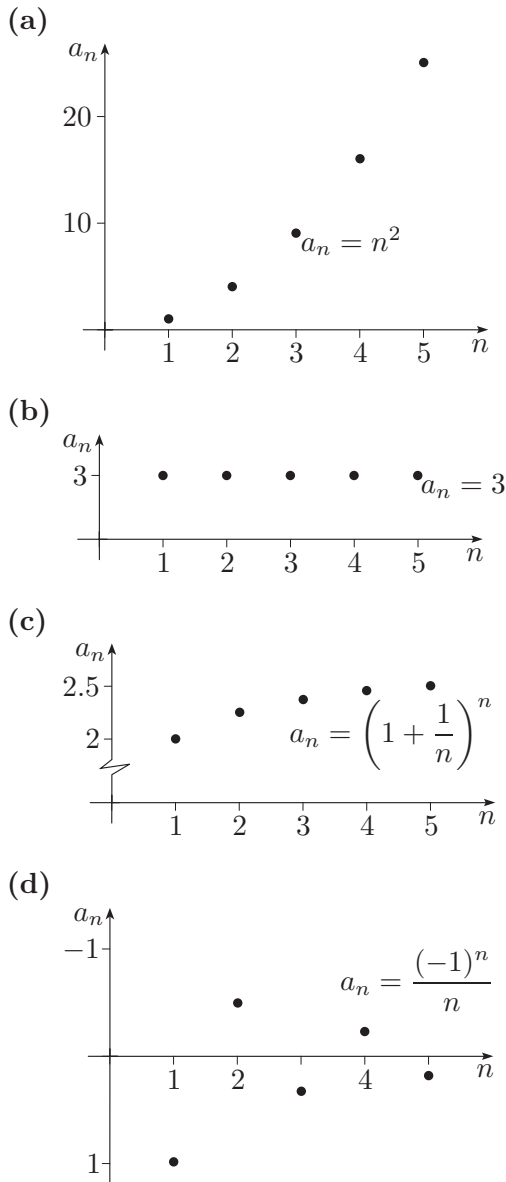 (a)
a_n
20
10
a_n = n^2
1 2 3 4 5 n
(b)
a_n
3
a_n = 3
1 2 3 4 5 n
(c)
a_n
2.5
2
a_n = (1 + 1/n)^n
1 2 3 4 5 n
(d)
a_n
−1
a_n = (−1)^n/n
1 2 4 n
1